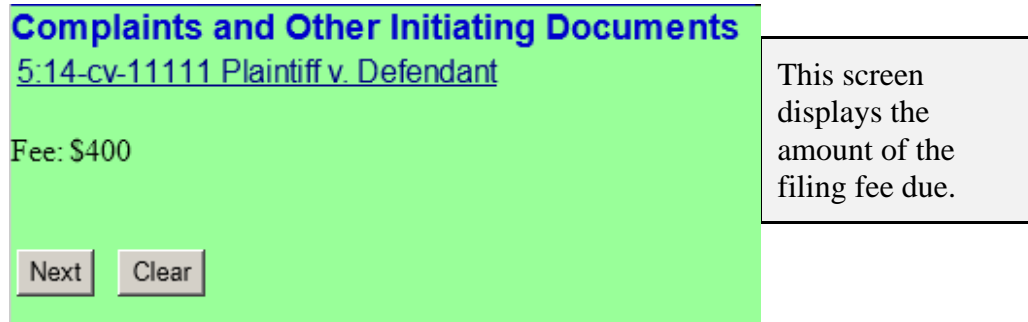 Complaints and Other Initiating Documents
5:14-cv-11111 Plaintiff v. Defendant
Fee: $400
Next Clear
This screen
displays the
amount of the
filing fee due.